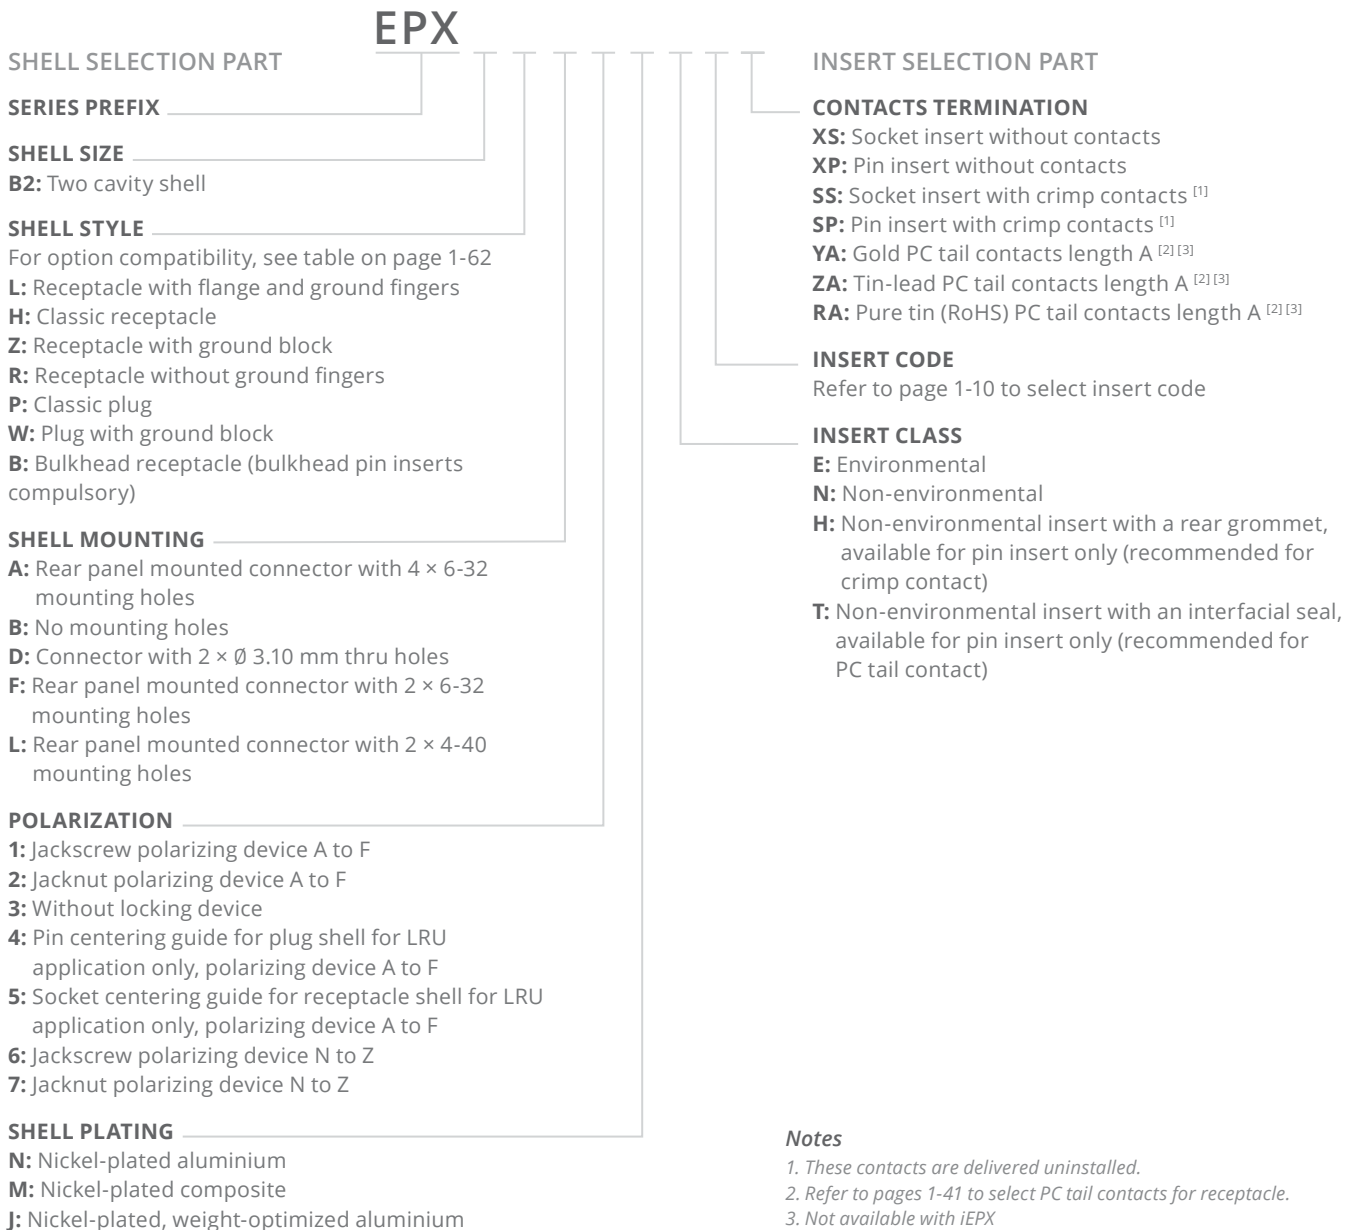 EPX
SHELL SELECTION PART
SERIES PREFIX
SHELL SIZE
B2: Two cavity shell
SHELL STYLE
For option compatibility, see table on page 1-62
L: Receptacle with flange and ground fingers
H: Classic receptacle
Z: Receptacle with ground block
R: Receptacle without ground fingers
P: Classic plug
W: Plug with ground block
B: Bulkhead receptacle (bulkhead pin inserts
compulsory)
SHELL MOUNTING
A: Rear panel mounted connector with 4 × 6-32
mounting holes
B: No mounting holes
D: Connector with 2 × Ø 3.10 mm thru holes
F: Rear panel mounted connector with 2 × 6-32
mounting holes
L: Rear panel mounted connector with 2 × 4-40
mounting holes
POLARIZATION
1: Jackscrew polarizing device A to F
2: Jacknut polarizing device A to F
3: Without locking device
4: Pin centering guide for plug shell for LRU
application only, polarizing device A to F
5: Socket centering guide for receptacle shell for LRU
application only, polarizing device A to F
6: Jackscrew polarizing device N to Z
7: Jacknut polarizing device N to Z
SHELL PLATING
N: Nickel-plated aluminium
M: Nickel-plated composite
J: Nickel-plated, weight-optimized aluminium
INSERT SELECTION PART
CONTACTS TERMINATION
XS: Socket insert without contacts
XP: Pin insert without contacts
SS: Socket insert with crimp contacts [1]
SP: Pin insert with crimp contacts [1]
YA: Gold PC tail contacts length A [2] [3]
ZA: Tin-lead PC tail contacts length A [2] [3]
RA: Pure tin (RoHS) PC tail contacts length A [2] [3]
INSERT CODE
Refer to page 1-10 to select insert code
INSERT CLASS
E: Environmental
N: Non-environmental
H: Non-environmental insert with a rear grommet,
available for pin insert only (recommended for
crimp contact)
T: Non-environmental insert with an interfacial seal,
available for pin insert only (recommended for
PC tail contact)
Notes
1. These contacts are delivered uninstalled.
2. Refer to pages 1-41 to select PC tail contacts for receptacle.
3. Not available with iEPX